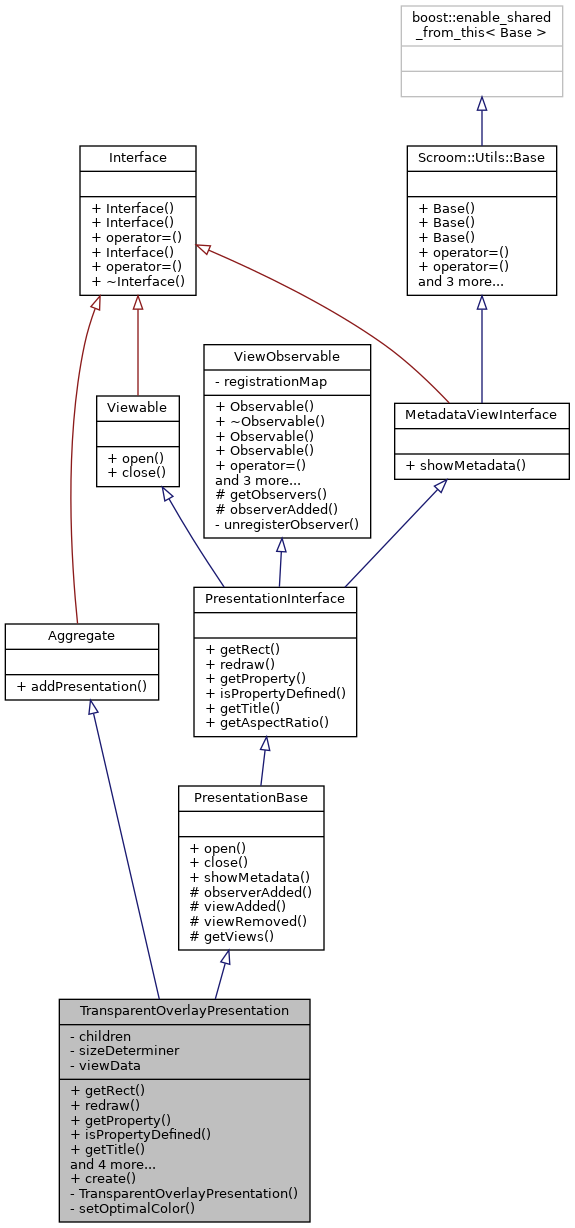 boost::enable_shared
_from_this< Base >
Interface
+ Interface()
+ Interface()
+ operator=()
+ Interface()
+ operator=()
+ ~Interface()
Scroom::Utils::Base
+ Base()
+ Base()
+ Base()
+ operator=()
+ operator=()
and 3 more...
ViewObservable
- registrationMap
+ Observable()
+ ~Observable()
+ Observable()
+ Observable()
+ operator=()
and 3 more...
# getObservers()
# observerAdded()
- unregisterObserver()
Viewable
+ open()
+ close()
MetadataViewInterface
+ showMetadata()
PresentationInterface
+ getRect()
+ redraw()
+ getProperty()
+ isPropertyDefined()
+ getTitle()
+ getAspectRatio()
Aggregate
+ addPresentation()
PresentationBase
+ open()
+ close()
+ showMetadata()
# observerAdded()
# viewAdded()
# viewRemoved()
# getViews()
TransparentOverlayPresentation
- children
- sizeDeterminer
- viewData
+ getRect()
+ redraw()
+ getProperty()
+ isPropertyDefined()
+ getTitle()
and 4 more...
+ create()
- TransparentOverlayPresentation()
- setOptimalColor()